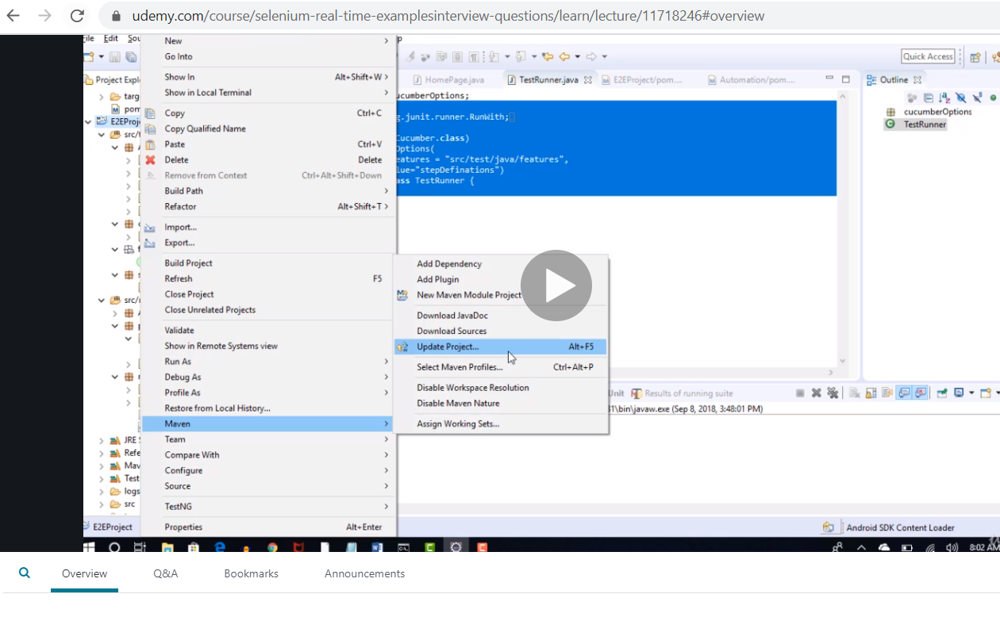 udemy.com/course/selenium-real-time-examplesinterview-questions/learn/lecture/11718246#overview
File Edit
Quick Access
Project Expl
HomePage.java TestRunner.java E2EProject/pom.... Automation/pom....
Outline
targ
pom
E2EProj
src/t
src/r
JRE S
Refe
Mav
Test
logs
src
New
Go Into
Show In Alt+Shift+W
Show in Local Terminal
Copy Ctrl+C
Copy Qualified Name
Paste
Delete Delete
Remove from Context Ctrl+Alt+Shift+Down
Build Path
Refactor Alt+Shift+T
Import...
Export...
Build Project
Refresh F5
Close Project
Close Unrelated Projects
Validate
Show in Remote Systems view
Run As
Debug As
Profile As
Restore from Local History...
Maven
Team
Compare With
Configure
Source
TestNG
Properties Alt+Enter
Ctrl+V
ucumberOptions;
g.junit.runner.RunWith;
Cucumber.class)
Options(
eatures = "src/test/java/features",
lue="stepDefinations")
ass TestRunner {
cucumberOptions
TestRunner
Add Dependency
Add Plugin
New Maven Module Project
Download JavaDoc
Download Sources
Update Project... Alt+F5
Select Maven Profiles... Ctrl+Alt+P
Disable Workspace Resolution
Disable Maven Nature
Assign Working Sets...
Unit Results of running suite
31\bin\javaw.exe (Sep 8, 2018, 3:48:01 PM)
E2EProject
Android SDK Content Loader
8:02 AM
Overview Q&A Bookmarks Announcements